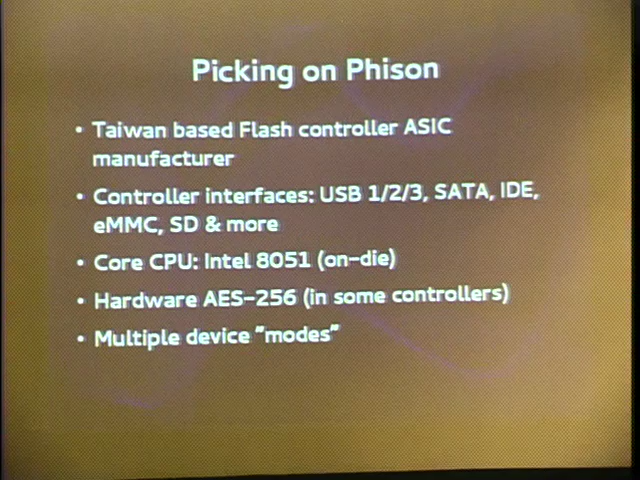 Picking on Phison
• Taiwan based Flash controller ASIC
manufacturer
• Controller interfaces: USB 1/2/3, SATA, IDE,
eMMC, SD & more
• Core CPU: Intel 8051 (on-die)
• Hardware AES-256 (in some controllers)
• Multiple device "modes"